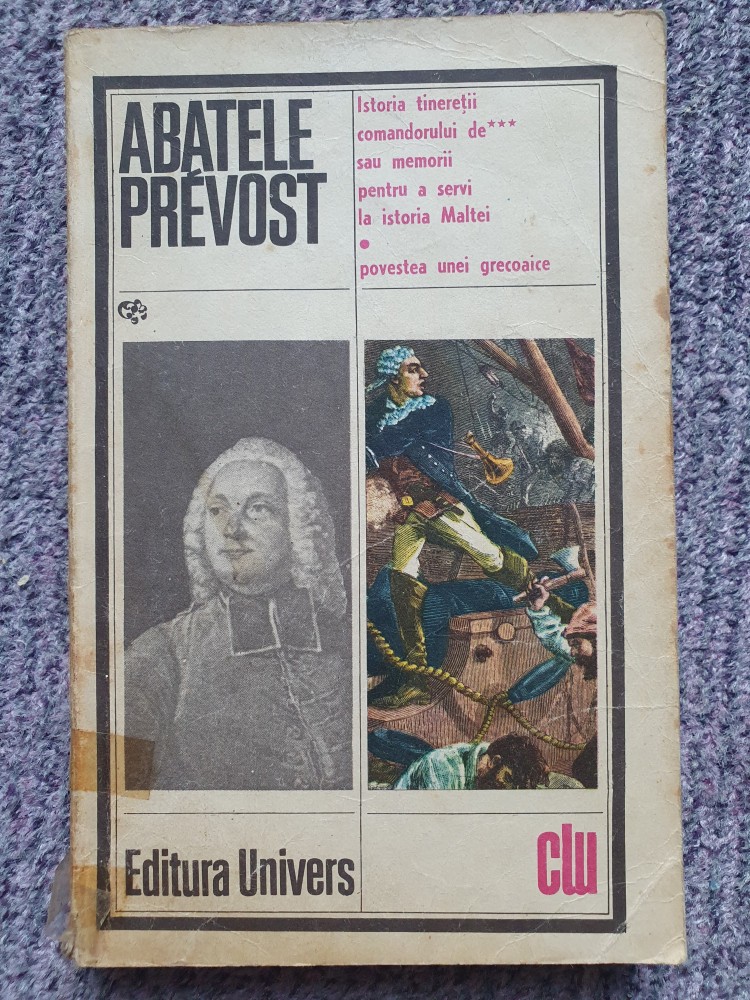 ABATELE
PRÉVOST
Istoria tinereții
comandorului de***
sau memorii
pentru a servi
la istoria Maltei
•
povestea unei grecoaice
Editura Univers
clu